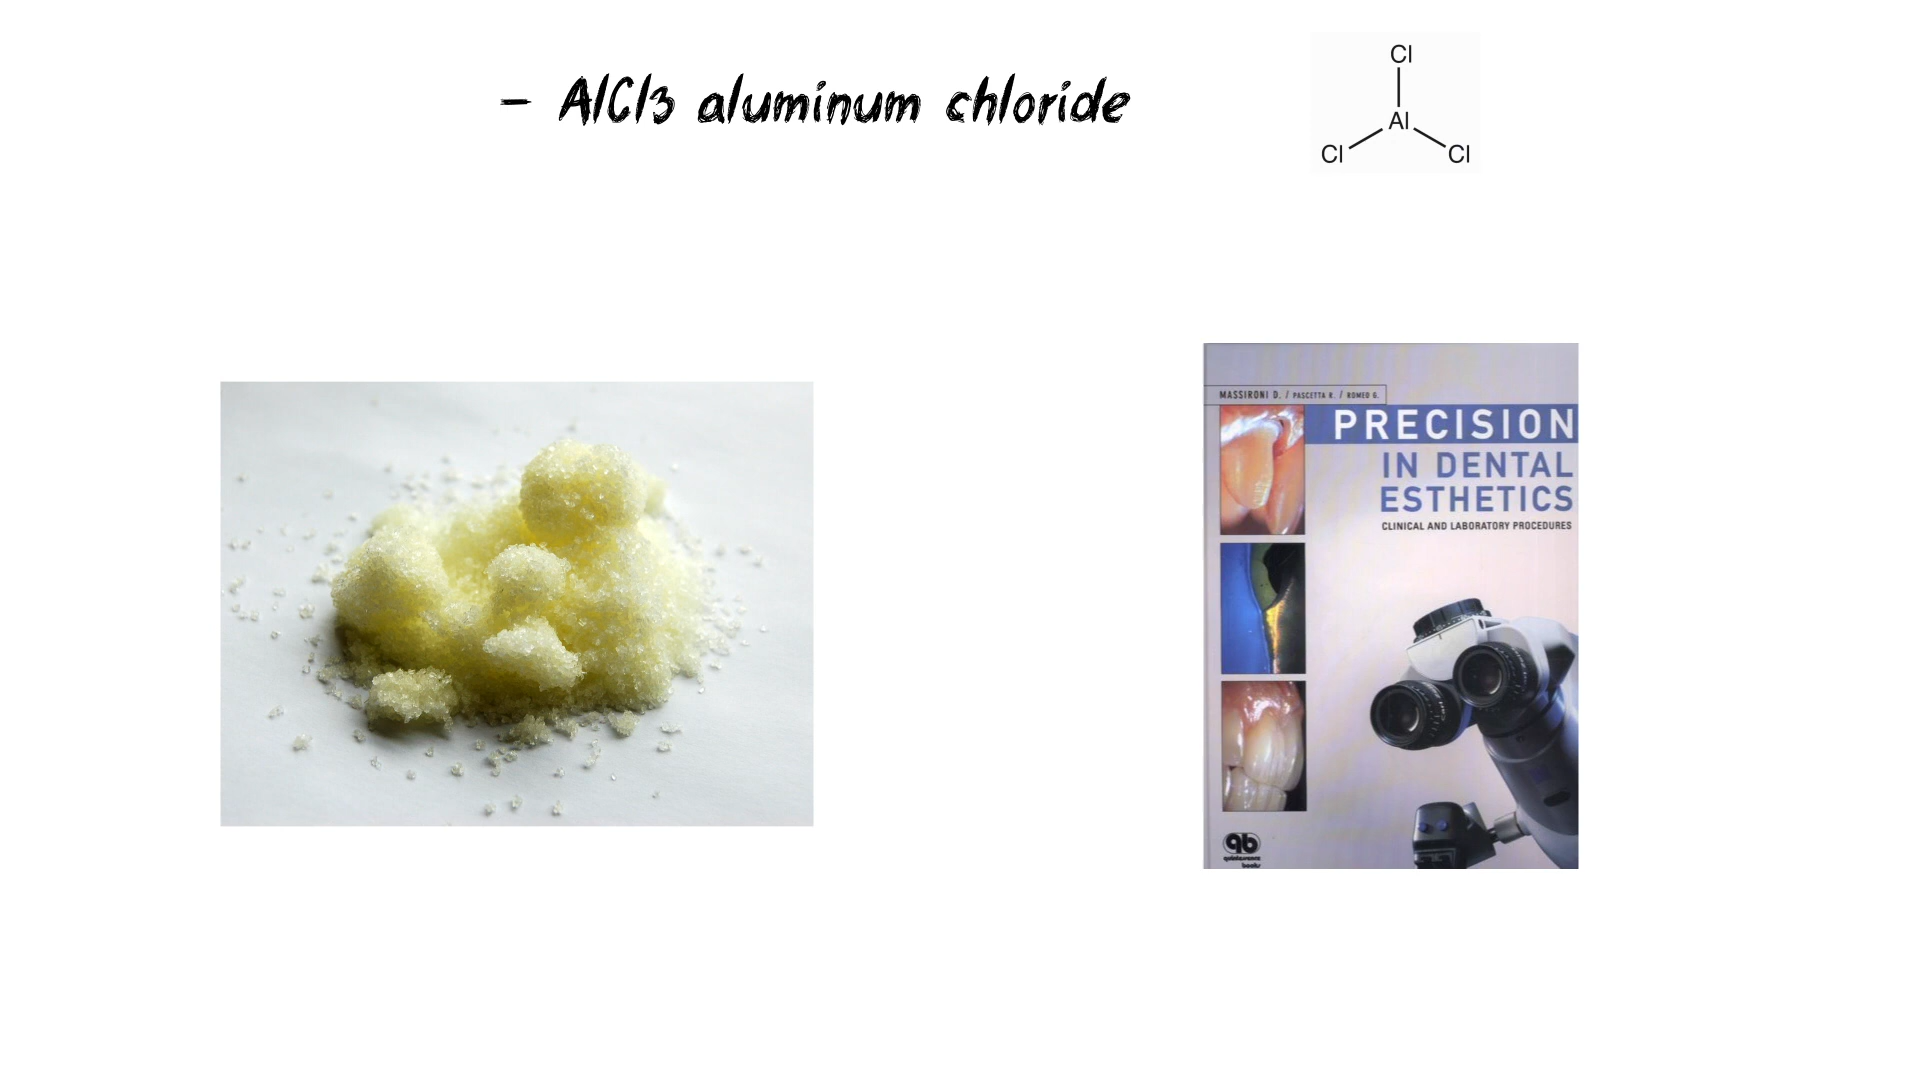 - AlCl3 aluminum chloride
Cl
Al
Cl
Cl
MASSIRONI D. / PASCETTA R. / ROMEO G.
PRECISION
IN DENTAL
ESTHETICS
CLINICAL AND LABORATORY PROCEDURES
qb
quintessence
books